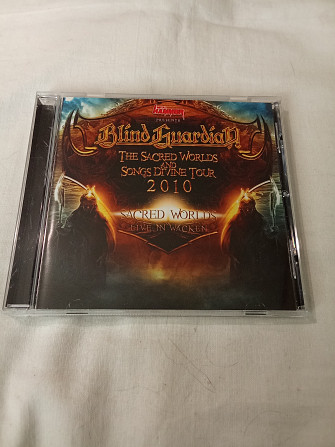 PRESENTS
Blind Guardian
THE SACRED WORLDS
AND
SONGS DIVINE TOUR
2010
SACRED WORLDS
LIVE IN WACKEN